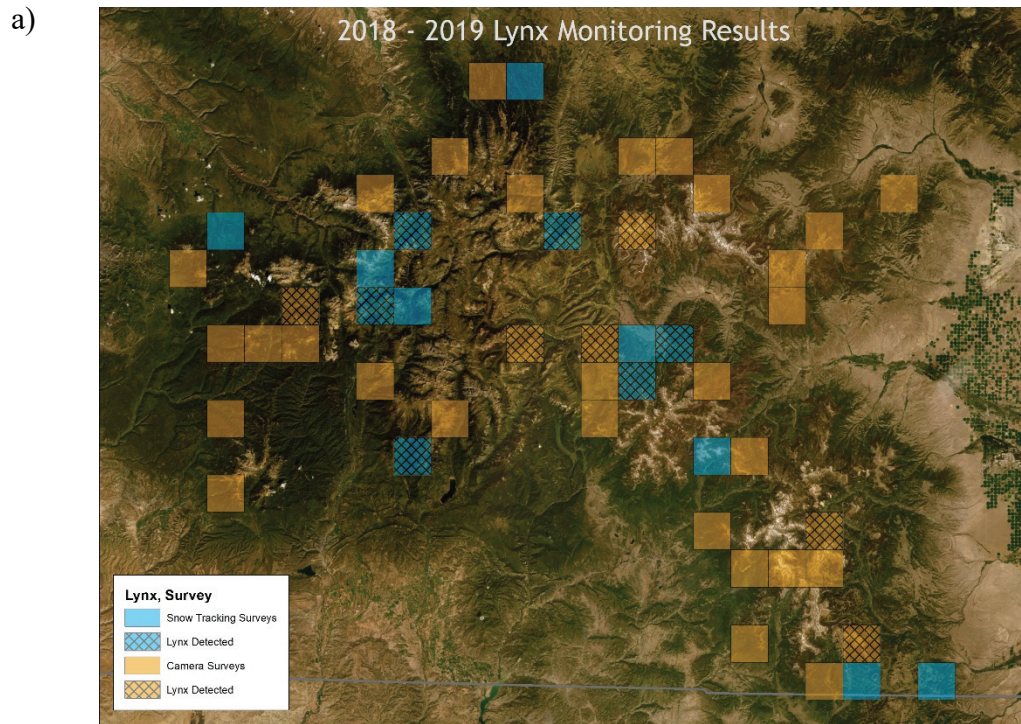 a)
2018 - 2019 Lynx Monitoring Results
Lynx, Survey
Snow Tracking Surveys
Lynx Detected
Camera Surveys
Lynx Detected